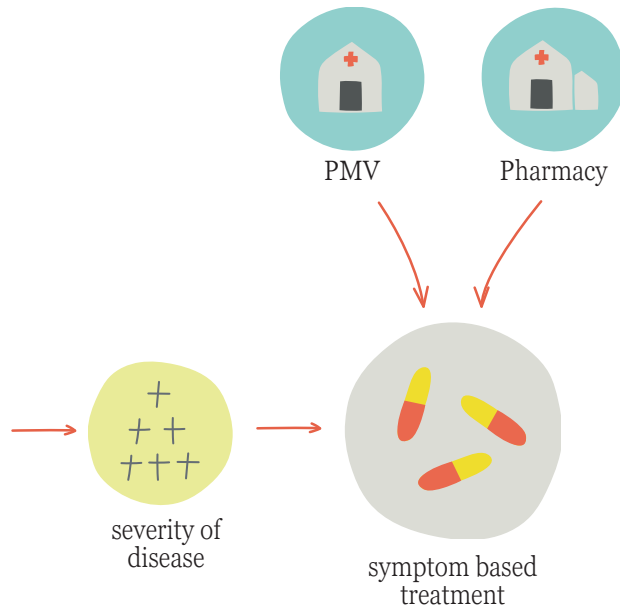 PMV
Pharmacy
severity of
disease
symptom based
treatment